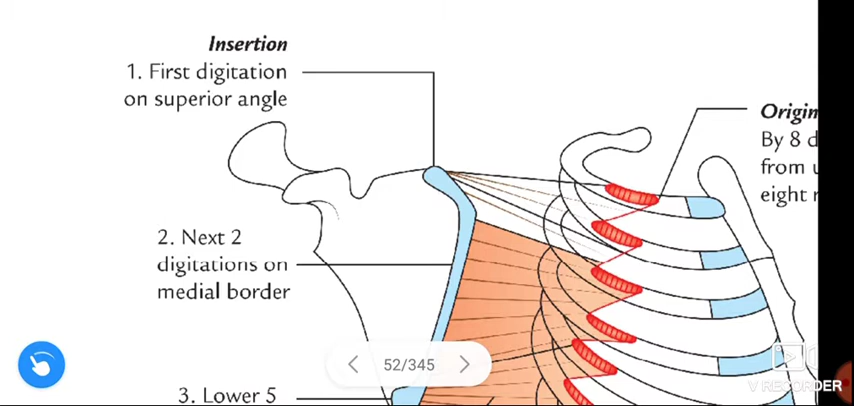 Insertion
1. First digitation
on superior angle
Origin
By 8 d
from u
eight r
2. Next 2
digitations on
medial border
52/345
3. Lower 5
V RECORDER